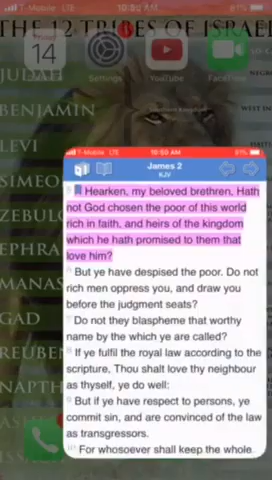 T-Mobile LTE
THE 12 TRIBES OF ISRAEL
14
Settings
YouTube
FaceTime
JUDAH
BENJAMIN
LEVI
SIMEO
ZEBUL
EPHRA
MANAS
GAD
REUBEN
NAPHT
T-Mobile LTE 10:59 AM 91%
James 2
KJV
Hearken, my beloved brethren, Hath
not God chosen the poor of this world
rich in faith, and heirs of the kingdom
which he hath promised to them that
love him?
But ye have despised the poor. Do not
rich men oppress you, and draw you
before the judgment seats?
Do they not blaspheme that worthy
name by the which ye are called?
If ye fulfil the royal law according to the
scripture, Thou shalt love thy neighbour
as thyself, ye do well:
But if ye have respect to persons, ye
commit sin, and are convinced of the law
as transgressors.
For whosoever shall keep the whole